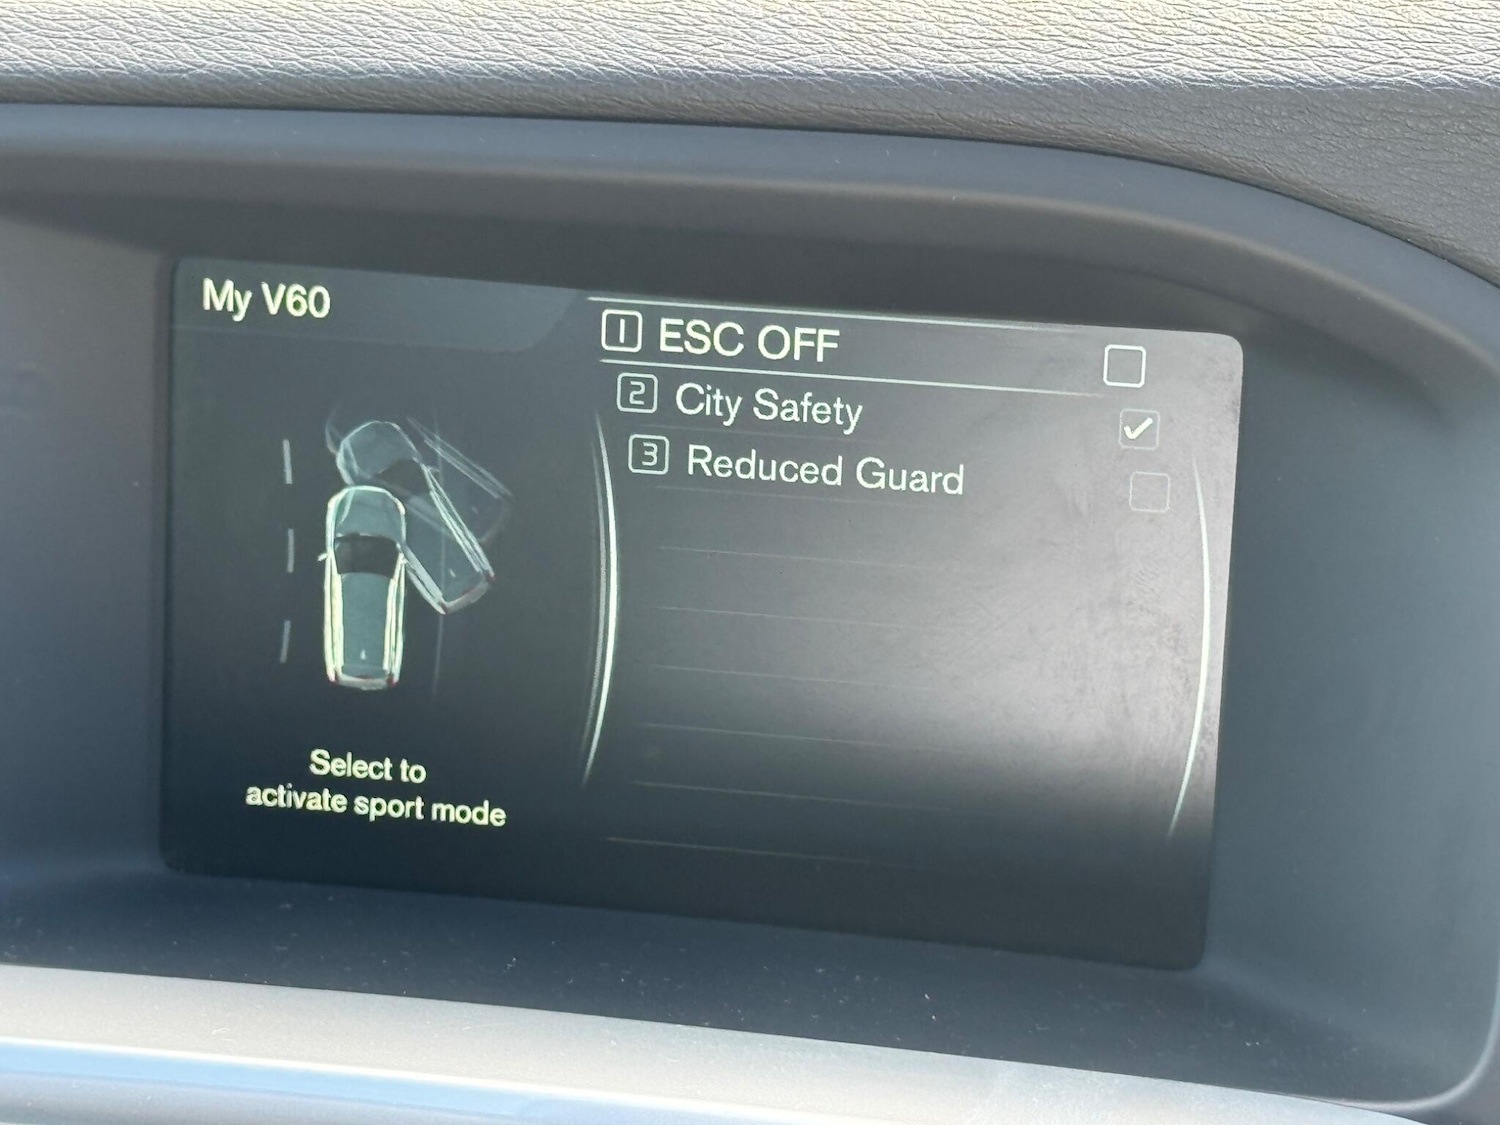 My V60
1 ESC OFF
2 City Safety
3 Reduced Guard
Select to
activate sport mode